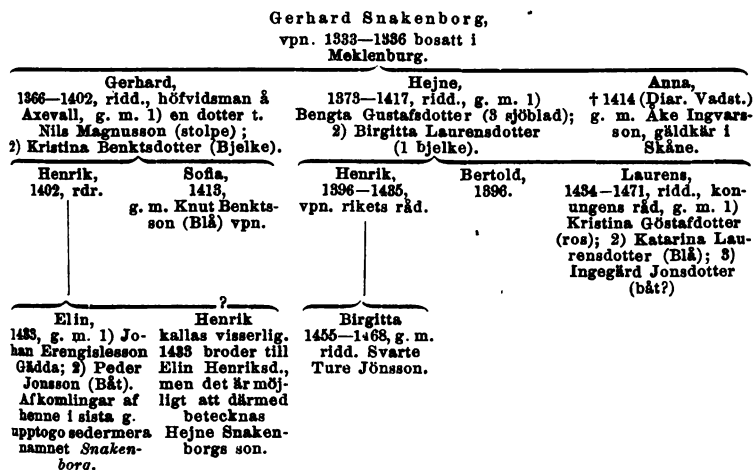 Gerhard Snakenborg,
vpn. 1333—1336 bosatt i
Meklenburg.
Gerhard,
1366—1402, ridd., höfvidsman å
Axevall, g. m. 1) en dotter t.
Nils Magnusson (stolpe);
2) Kristina Benktsdotter (Bjelke).
Hejne,
1373—1417, ridd., g. m. 1)
Bengta Gustafsdotter (3 sjöblad);
2) Birgitta Laurensdotter
(1 bjelke).
Anna,
† 1414 (Diar. Vadst.)
g. m. Åke Ingvars-
son, gäldkär i
Skåne.
Henrik,
1402, rdr.
Sofia,
1413,
g. m. Knut Benkts-
son (Blå) vpn.
Henrik,
1396—1435,
vpn. rikets råd.
Bertold,
1396.
Laurens,
1434—1471, ridd., kon-
ungens råd, g. m. 1)
Kristina Göstafdotter
(ros); 2) Katarina Lau-
rensdotter (Blå); 3)
Ingegärd Jonsdotter
(båt?)
?
Elin,
1433, g. m. 1) Jo-
han Erengislesson
Gädda; 2) Peder
Jonsson (Båt).
Afkomlingar af
henne i sista g.
upptogo sedermera
namnet Snaken-
borg.
Henrik
kallas visserlig.
1433 broder till
Elin Henriksd.,
men det är möj-
ligt att därmed
betecknas
Hejne Snaken-
borgs son.
Birgitta
1455—1468, g. m.
ridd. Svarte
Ture Jönsson.